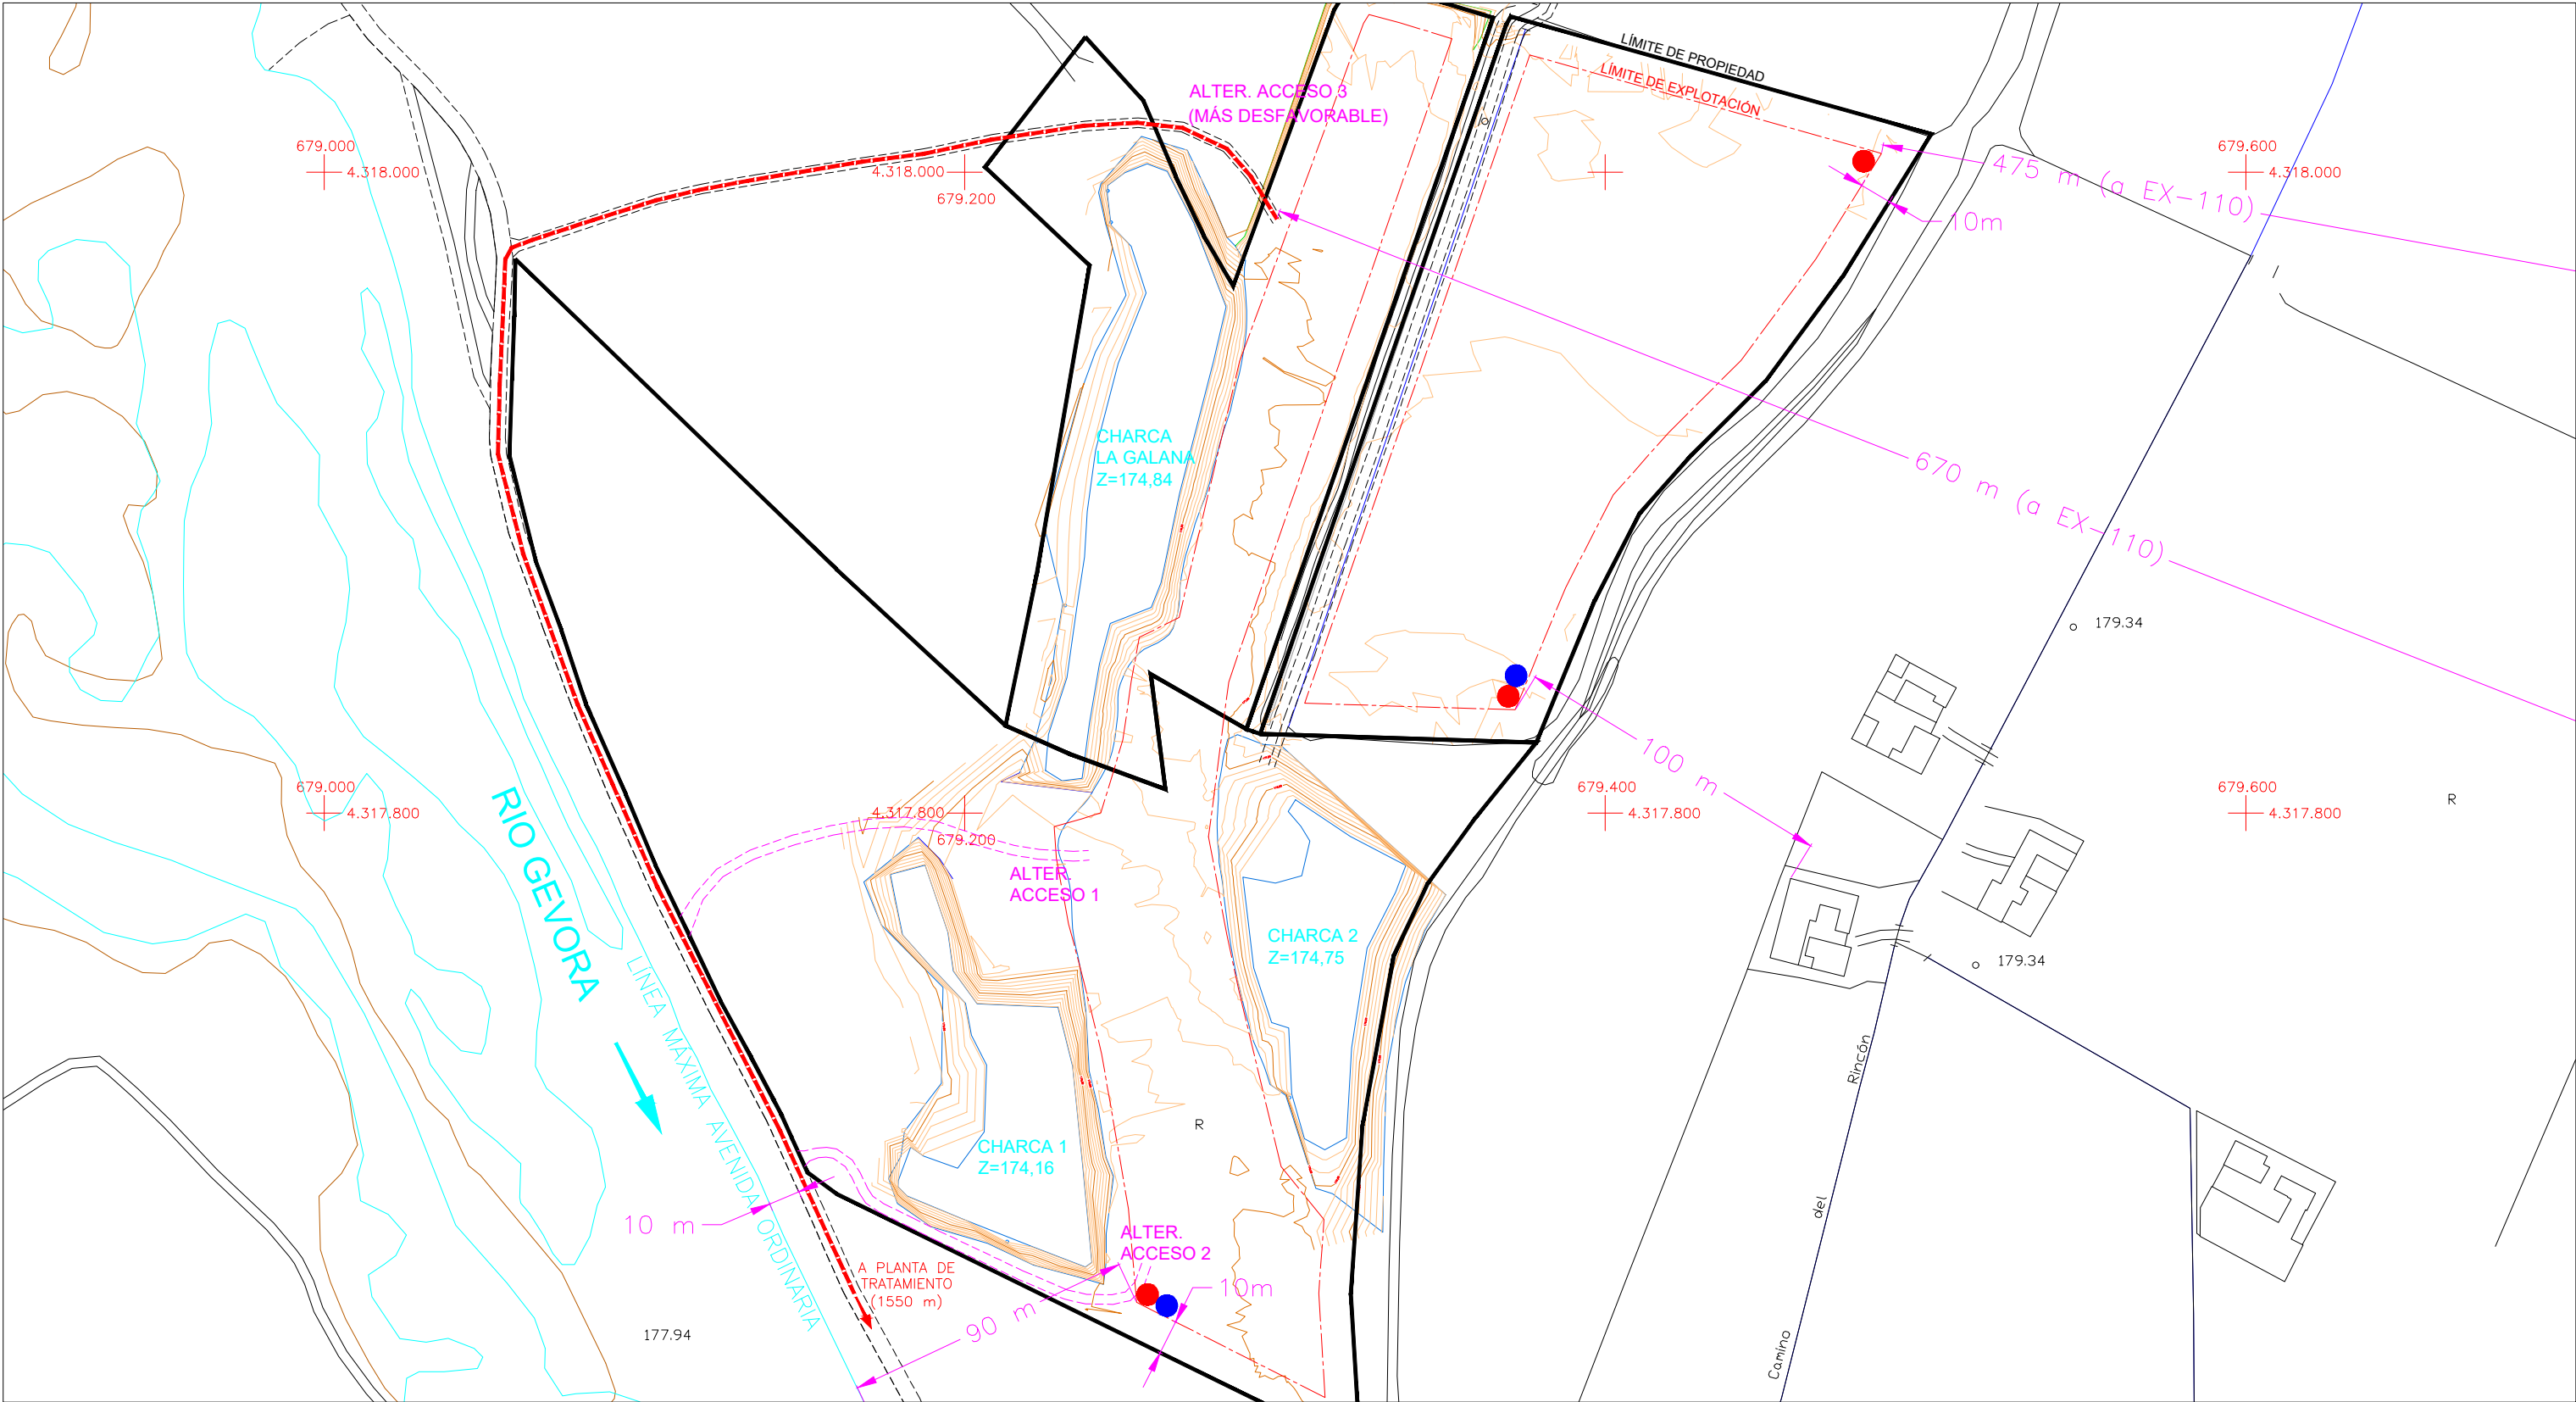 LÍMITE DE PROPIEDAD
LÍMITE DE EXPLOTACIÓN
ALTER. ACCESO 3
(MÁS DESFAVORABLE)
679.000
4.318.000
4.318.000
679.200
679.600
4.318.000
475 m (a EX-110)
10m
670 m (a EX-110)
CHARCA
LA GALANA
Z=174,84
179.34
100 m
679.000
4.317.800
4.317.800
679.200
679.400
4.317.800
679.600
4.317.800
R
RIO GEVORA
LÍNEA MÁXIMA AVENIDA ORDINARIA
ALTER.
ACCESO 1
CHARCA 2
Z=174,75
179.34
Camino del Rincón
R
CHARCA 1
Z=174,16
10 m
ALTER.
ACCESO 2
A PLANTA DE
TRATAMIENTO
(1550 m)
90 m
10m
177.94